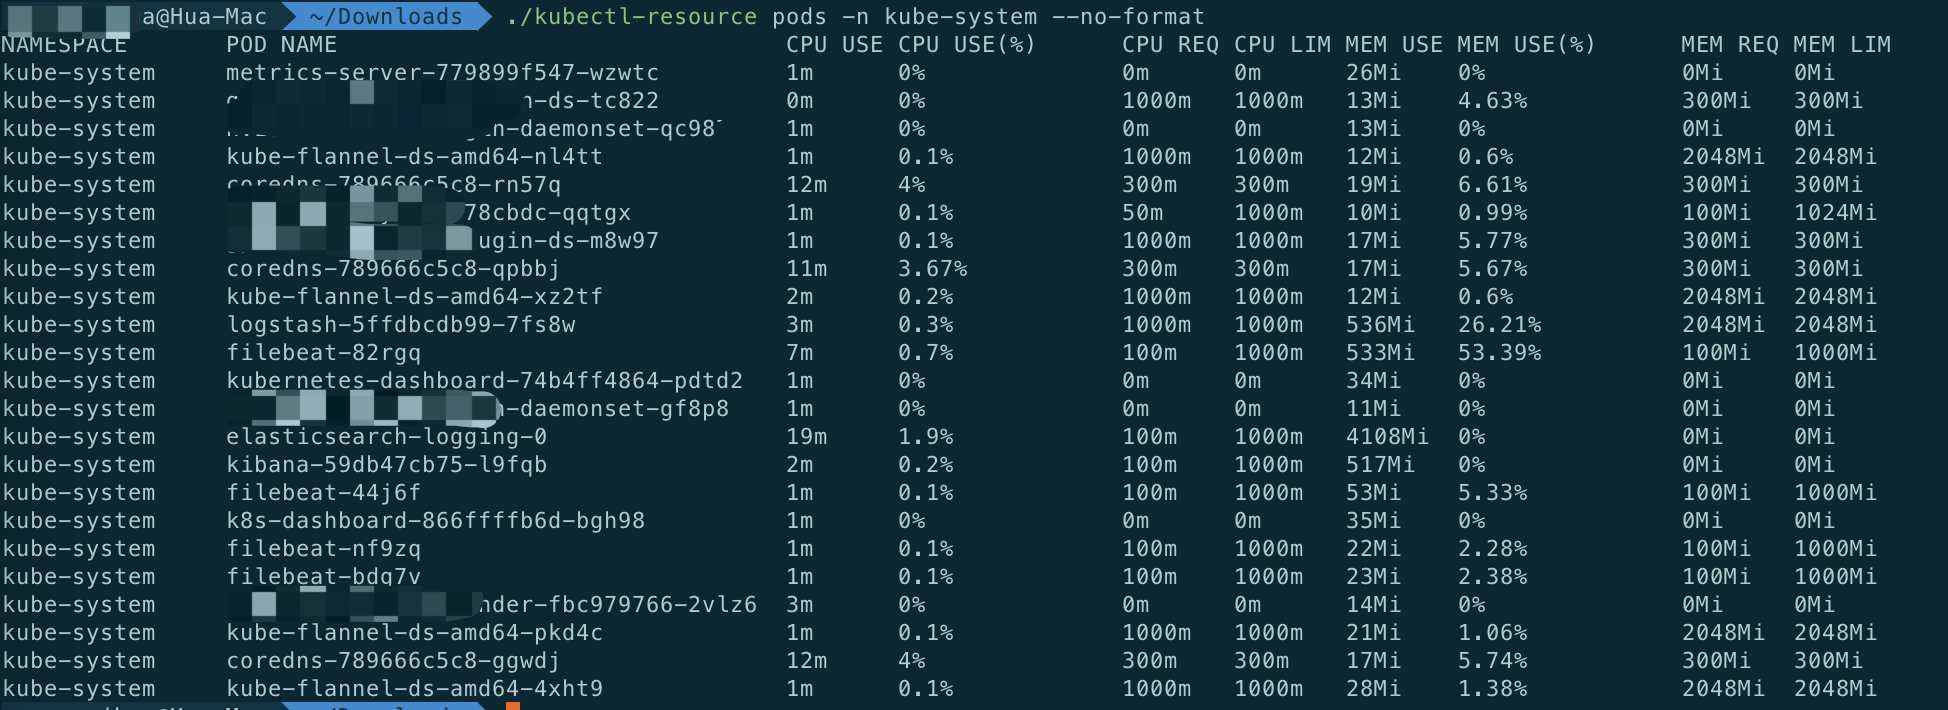 a@Hua-Mac ~/Downloads ./kubectl-resource pods -n kube-system --no-format
NAMESPACE POD NAME CPU USE CPU USE(%) CPU REQ CPU LIM MEM USE MEM USE(%) MEM REQ MEM LIM
kube-system metrics-server-779899f547-wzwtc 1m 0% 0m 0m 26Mi 0% 0Mi 0Mi
kube-system n-ds-tc822 0m 0% 1000m 1000m 13Mi 4.63% 300Mi 300Mi
kube-system n-daemonset-qc98 1m 0% 0m 0m 13Mi 0% 0Mi 0Mi
kube-system kube-flannel-ds-amd64-nl4tt 1m 0.1% 1000m 1000m 12Mi 0.6% 2048Mi 2048Mi
kube-system coredns-789666c5c8-rn57q 12m 4% 300m 300m 19Mi 6.61% 300Mi 300Mi
kube-system 78cbdc-qqtgx 1m 0.1% 50m 1000m 10Mi 0.99% 100Mi 1024Mi
kube-system ugin-ds-m8w97 1m 0.1% 1000m 1000m 17Mi 5.77% 300Mi 300Mi
kube-system coredns-789666c5c8-qpbbj 11m 3.67% 300m 300m 17Mi 5.67% 300Mi 300Mi
kube-system kube-flannel-ds-amd64-xz2tf 2m 0.2% 1000m 1000m 12Mi 0.6% 2048Mi 2048Mi
kube-system logstash-5ffdbcdb99-7fs8w 3m 0.3% 1000m 1000m 536Mi 26.21% 2048Mi 2048Mi
kube-system filebeat-82rgq 7m 0.7% 100m 1000m 533Mi 53.39% 100Mi 1000Mi
kube-system kubernetes-dashboard-74b4ff4864-pdtd2 1m 0% 0m 0m 34Mi 0% 0Mi 0Mi
kube-system -daemonset-gf8p8 1m 0% 0m 0m 11Mi 0% 0Mi 0Mi
kube-system elasticsearch-logging-0 19m 1.9% 100m 1000m 4108Mi 0% 0Mi 0Mi
kube-system kibana-59db47cb75-l9fqb 2m 0.2% 100m 1000m 517Mi 0% 0Mi 0Mi
kube-system filebeat-44j6f 1m 0.1% 100m 1000m 53Mi 5.33% 100Mi 1000Mi
kube-system k8s-dashboard-866ffffb6d-bgh98 1m 0% 0m 0m 35Mi 0% 0Mi 0Mi
kube-system filebeat-nf9zq 1m 0.1% 100m 1000m 22Mi 2.28% 100Mi 1000Mi
kube-system filebeat-bdq7v 1m 0.1% 100m 1000m 23Mi 2.38% 100Mi 1000Mi
kube-system nder-fbc979766-2vlz6 3m 0% 0m 0m 14Mi 0% 0Mi 0Mi
kube-system kube-flannel-ds-amd64-pkd4c 1m 0.1% 1000m 1000m 21Mi 1.06% 2048Mi 2048Mi
kube-system coredns-789666c5c8-ggwdj 12m 4% 300m 300m 17Mi 5.74% 300Mi 300Mi
kube-system kube-flannel-ds-amd64-4xht9 1m 0.1% 1000m 1000m 28Mi 1.38% 2048Mi 2048Mi